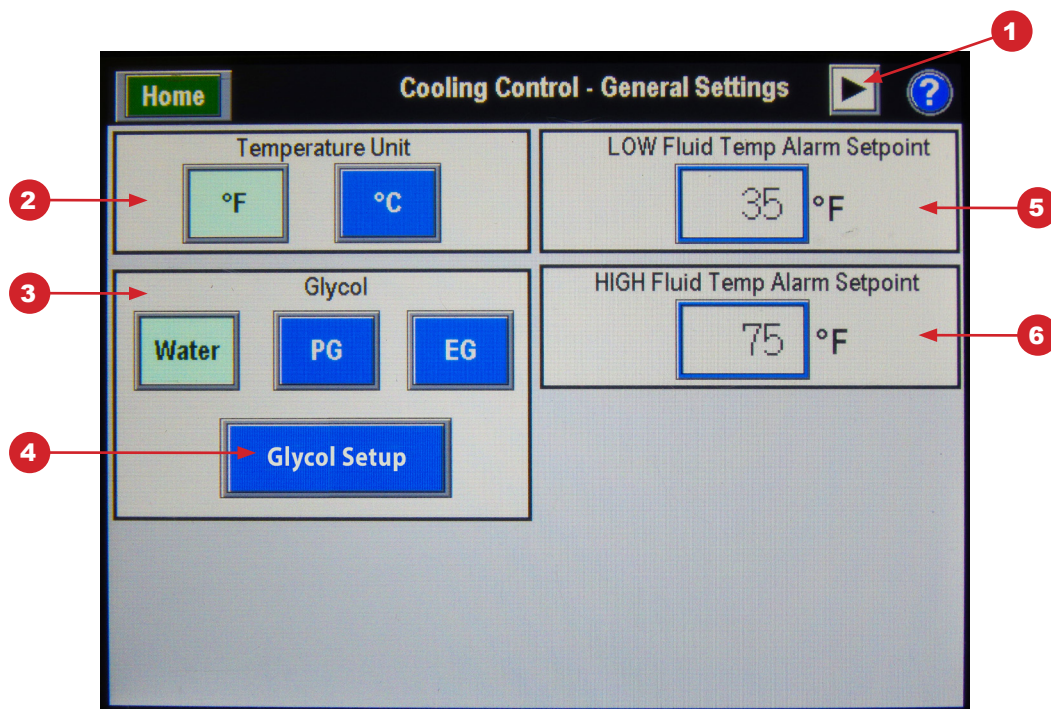 1
Home
Cooling Control - General Settings
?
Temperature Unit
°F
°C
2
LOW Fluid Temp Alarm Setpoint
35 °F
5
3
Glycol
Water
PG
EG
HIGH Fluid Temp Alarm Setpoint
75 °F
6
4
Glycol Setup